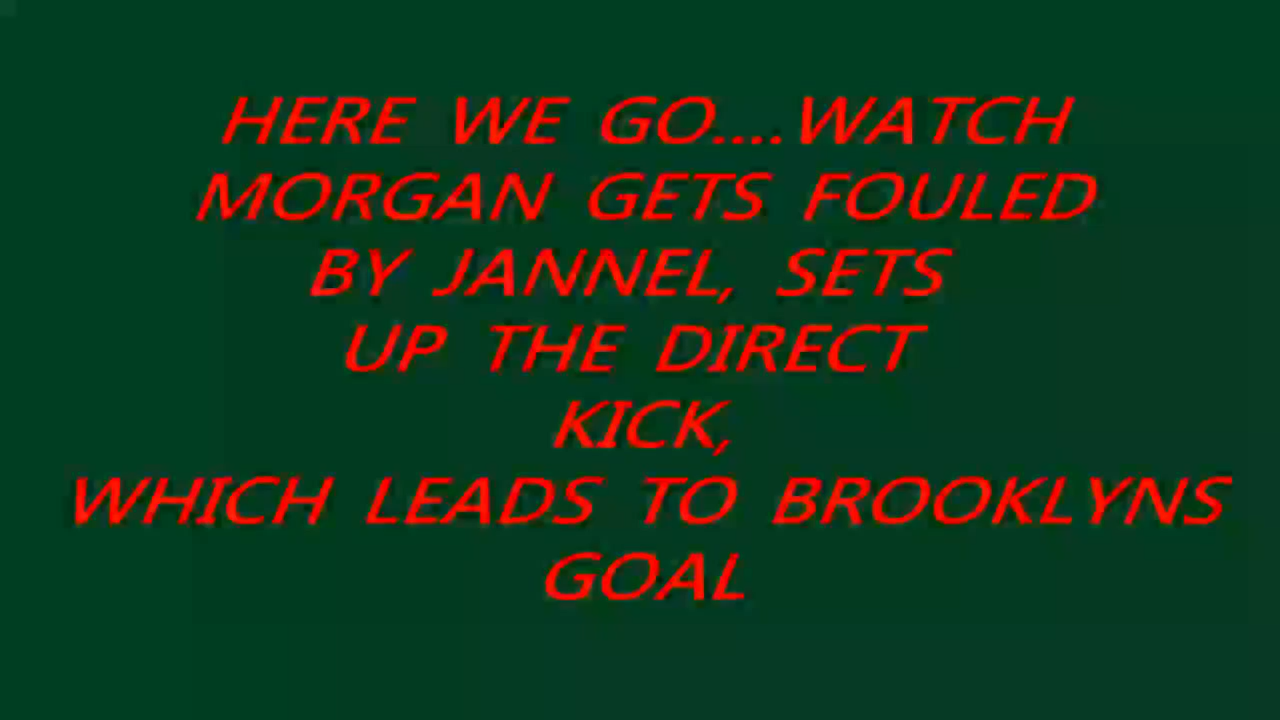 HERE WE GO....WATCH
MORGAN GETS FOULED
BY JANNEL, SETS
UP THE DIRECT
KICK,
WHICH LEADS TO BROOKLYNS
GOAL